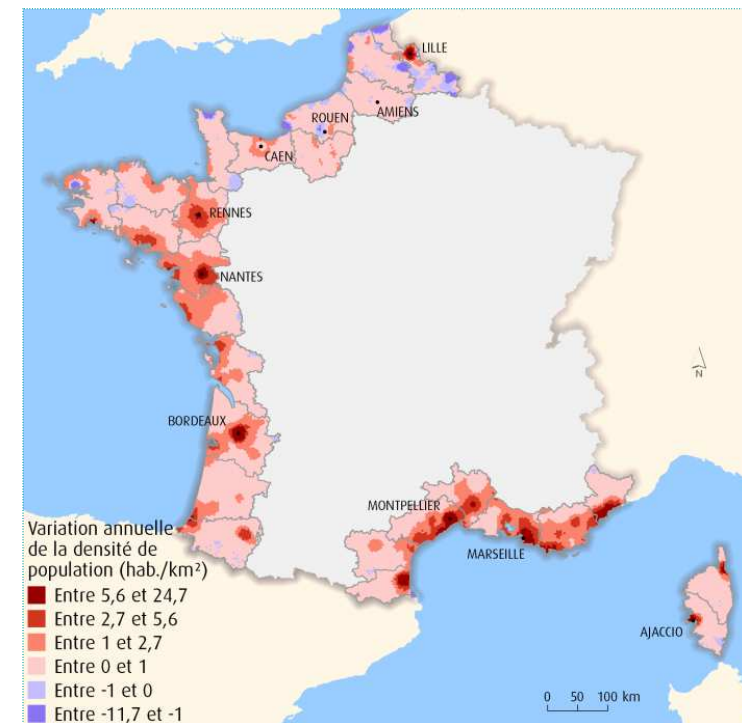 LILLE
AMIENS
ROUEN
CAEN
RENNES
NANTES
N
BORDEAUX
MONTPELLIER
MARSEILLE
AJACCIO
Variation annuelle
de la densité de
population (hab./km²)
Entre 5,6 et 24,7
Entre 2,7 et 5,6
Entre 1 et 2,7
Entre 0 et 1
Entre -1 et 0
Entre -11,7 et -1
0 50 100 km